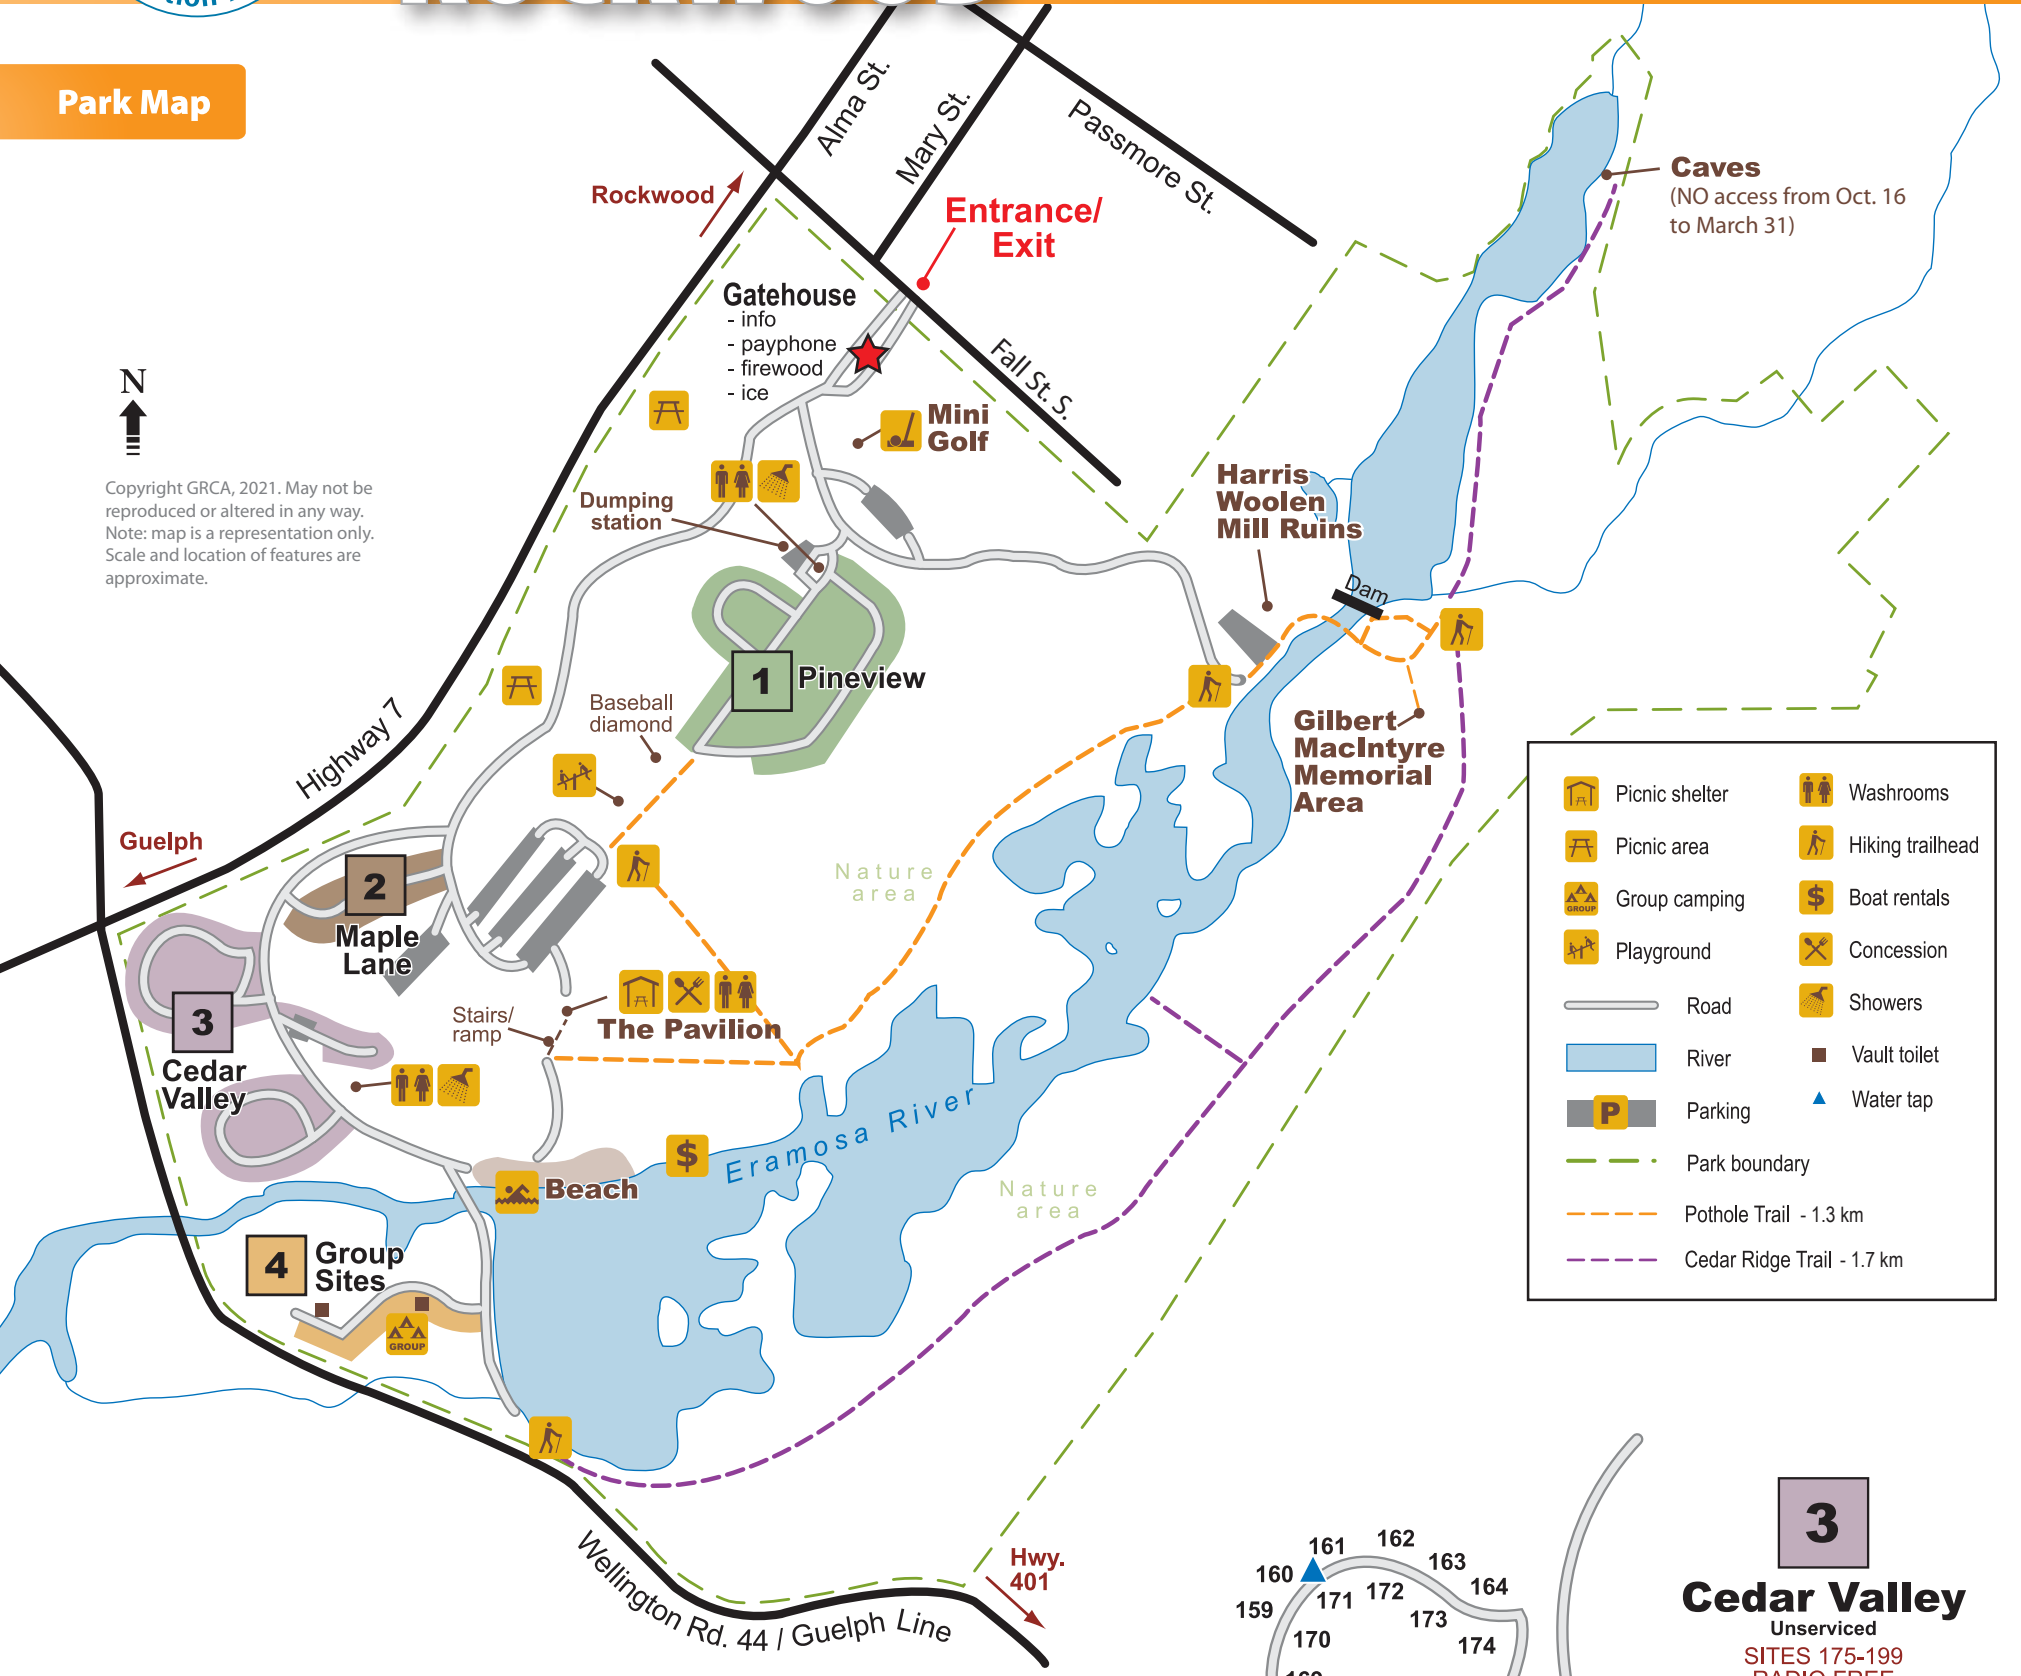 ROCKWOOD
Park Map
Alma St.
Mary St.
Passmore St.
Rockwood
Entrance/
Exit
Caves
(NO access from Oct. 16
to March 31)
Gatehouse
- info
- payphone
- firewood
- ice
Fall St. S.
N
Mini
Golf
Copyright GRCA, 2021. May not be
reproduced or altered in any way.
Note: map is a representation only.
Scale and location of features are
approximate.
Dumping
station
Harris
Woolen
Mill Ruins
Dam
1
Pineview
Baseball
diamond
Highway 7
Gilbert
MacIntyre
Memorial
Area
Guelph
Nature
area
2
Maple
Lane
3
Cedar
Valley
Stairs/
ramp
The Pavilion
Eramosa River
$
Beach
Nature
area
4
Group
Sites
GROUP
Picnic shelter
Picnic area
GROUP
Group camping
Playground
Road
River
P
Parking
Park boundary
Pothole Trail - 1.3 km
Cedar Ridge Trail - 1.7 km
Washrooms
Hiking trailhead
$
Boat rentals
Concession
Showers
Vault toilet
Water tap
Wellington Rd. 44 / Guelph Line
Hwy.
401
161
162
160
163
159
171
172
164
173
170
174
169
3
Cedar Valley
Unserviced
SITES 175-199
RADIO FREE